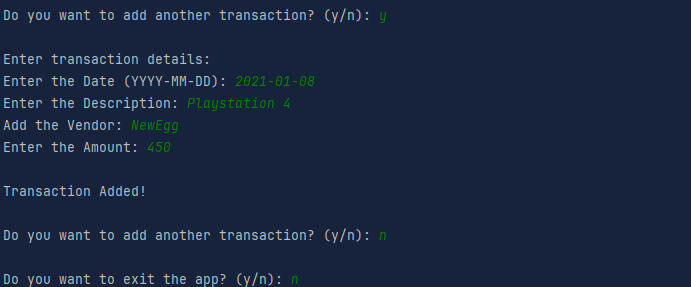 Do you want to add another transaction? (y/n): y
Enter transaction details:
Enter the Date (YYYY-MM-DD): 2021-01-08
Enter the Description: Playstation 4
Add the Vendor: NewEgg
Enter the Amount: 450
Transaction Added!
Do you want to add another transaction? (y/n): n
Do you want to exit the app? (y/n): n